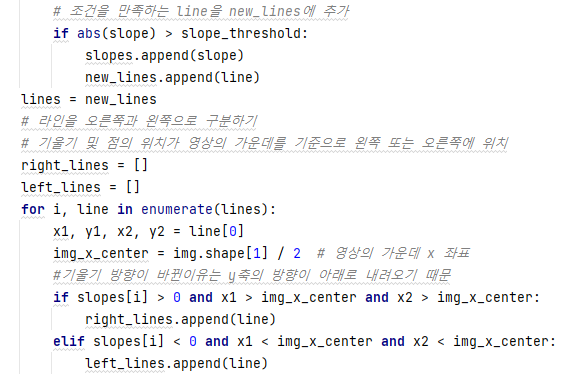 # 조건을 만족하는 line을 new_lines에 추가
if abs(slope) > slope_threshold:
slopes.append(slope)
new_lines.append(line)
lines = new_lines
# 라인을 오른쪽과 왼쪽으로 구분하기
# 기울기 및 점의 위치가 영상의 가운데를 기준으로 왼쪽 또는 오른쪽에 위치
right_lines = []
left_lines = []
for i, line in enumerate(lines):
x1, y1, x2, y2 = line[0]
img_x_center = img.shape[1] / 2  # 영상의 가운데 x 좌표
#기울기 방향이 바뀐이유는 y축의 방향이 아래로 내려오기 때문
if slopes[i] > 0 and x1 > img_x_center and x2 > img_x_center:
right_lines.append(line)
elif slopes[i] < 0 and x1 < img_x_center and x2 < img_x_center:
left_lines.append(line)